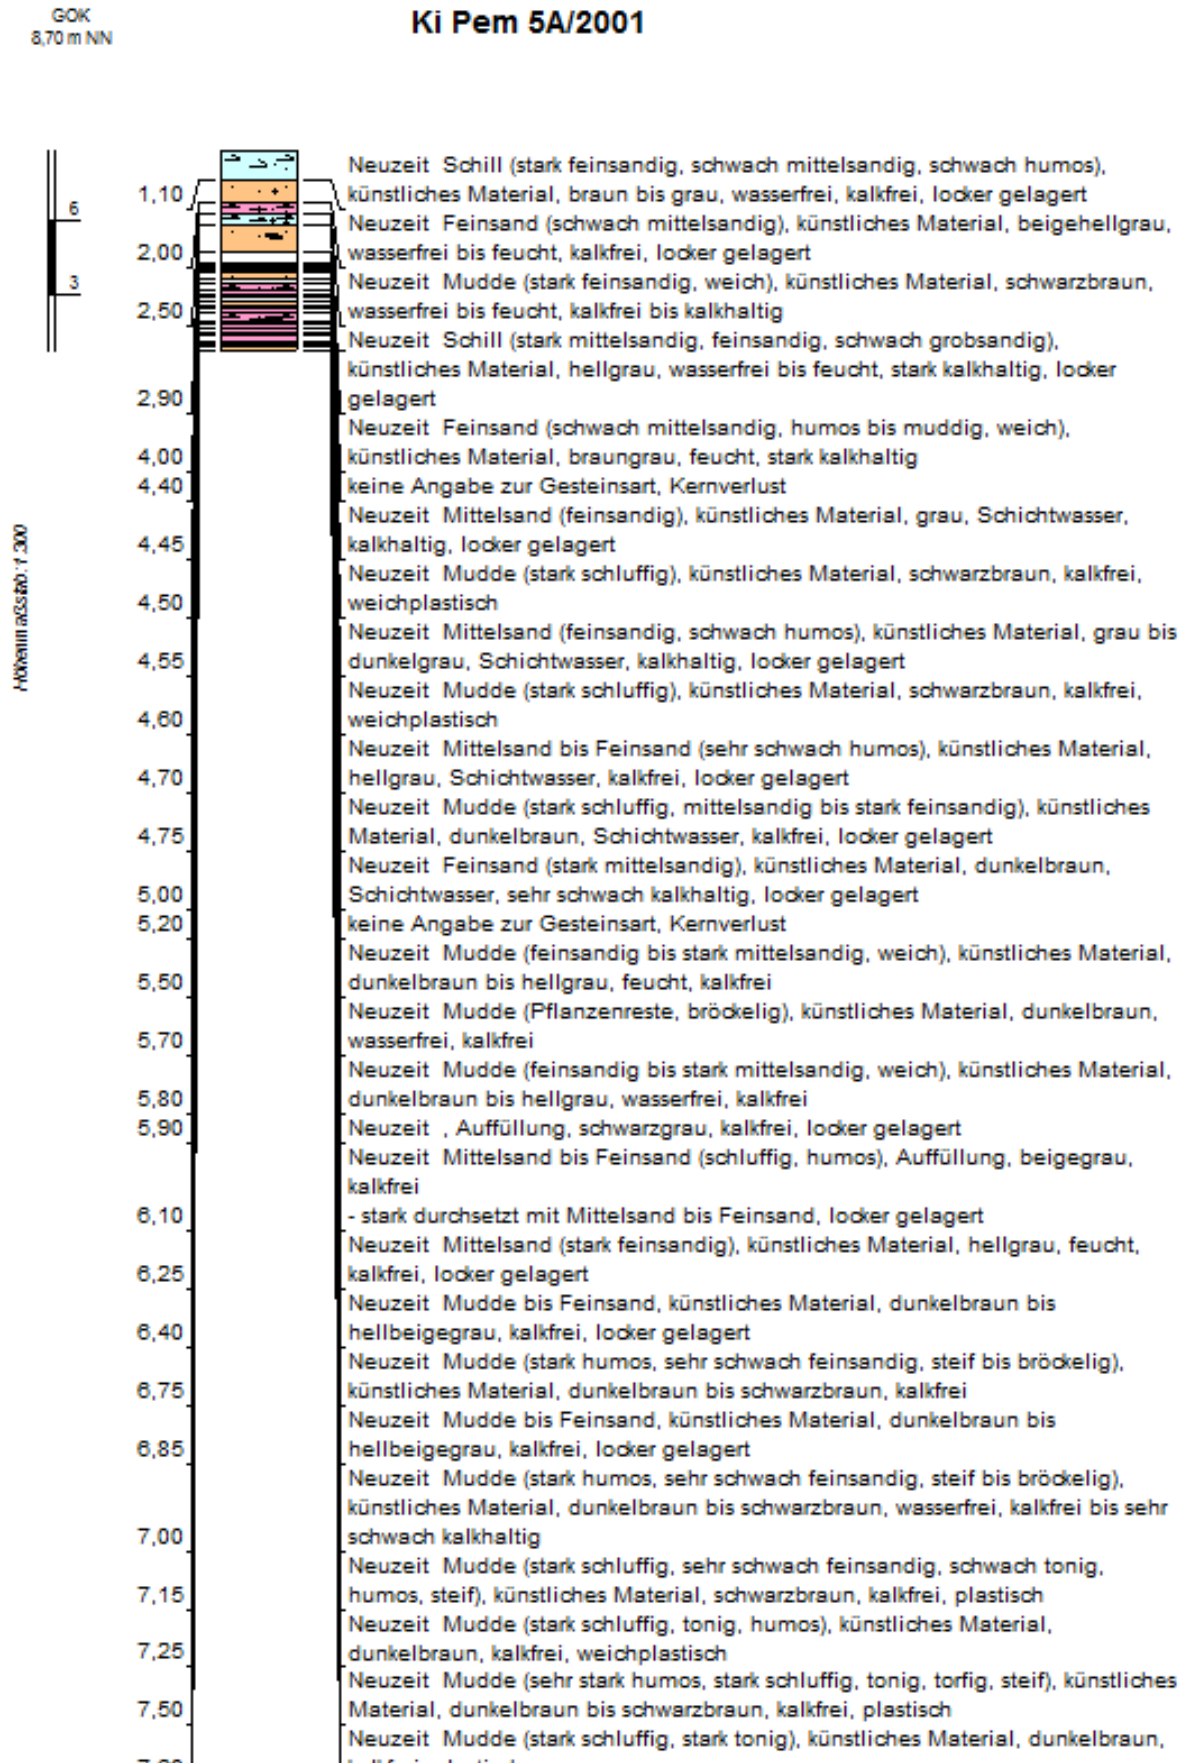 GOK
8,70 m NN
Ki Pem 5A/2001
6
3
Höhenmaßstab:1:300
Neuzeit Schill (stark feinsandig, schwach mittelsandig, schwach humos),
1,10 künstliches Material, braun bis grau, wasserfrei, kalkfrei, locker gelagert
Neuzeit Feinsand (schwach mittelsandig), künstliches Material, beigehellgrau,
2,00 wasserfrei bis feucht, kalkfrei, locker gelagert
Neuzeit Mudde (stark feinsandig, weich), künstliches Material, schwarzbraun,
2,50 wasserfrei bis feucht, kalkfrei bis kalkhaltig
Neuzeit Schill (stark mittelsandig, feinsandig, schwach grobsandig),
künstliches Material, hellgrau, wasserfrei bis feucht, stark kalkhaltig, locker
2,90 gelagert
Neuzeit Feinsand (schwach mittelsandig, humos bis muddig, weich),
4,00 künstliches Material, braungrau, feucht, stark kalkhaltig
4,40 keine Angabe zur Gesteinsart, Kernverlust
Neuzeit Mittelsand (feinsandig), künstliches Material, grau, Schichtwasser,
4,45 kalkhaltig, locker gelagert
Neuzeit Mudde (stark schluffig), künstliches Material, schwarzbraun, kalkfrei,
4,50 weichplastisch
Neuzeit Mittelsand (feinsandig, schwach humos), künstliches Material, grau bis
4,55 dunkelgrau, Schichtwasser, kalkhaltig, locker gelagert
Neuzeit Mudde (stark schluffig), künstliches Material, schwarzbraun, kalkfrei,
4,60 weichplastisch
Neuzeit Mittelsand bis Feinsand (sehr schwach humos), künstliches Material,
4,70 hellgrau, Schichtwasser, kalkfrei, locker gelagert
Neuzeit Mudde (stark schluffig, mittelsandig bis stark feinsandig), künstliches
4,75 Material, dunkelbraun, Schichtwasser, kalkfrei, locker gelagert
Neuzeit Feinsand (stark mittelsandig), künstliches Material, dunkelbraun,
5,00 Schichtwasser, sehr schwach kalkhaltig, locker gelagert
5,20 keine Angabe zur Gesteinsart, Kernverlust
Neuzeit Mudde (feinsandig bis stark mittelsandig, weich), künstliches Material,
5,50 dunkelbraun bis hellgrau, feucht, kalkfrei
Neuzeit Mudde (Pflanzenreste, bröckelig), künstliches Material, dunkelbraun,
5,70 wasserfrei, kalkfrei
Neuzeit Mudde (feinsandig bis stark mittelsandig, weich), künstliches Material,
5,80 dunkelbraun bis hellgrau, wasserfrei, kalkfrei
5,90 Neuzeit , Auffüllung, schwarzgrau, kalkfrei, locker gelagert
Neuzeit Mittelsand bis Feinsand (schluffig, humos), Auffüllung, beigegrau,
kalkfrei
6,10 - stark durchsetzt mit Mittelsand bis Feinsand, locker gelagert
Neuzeit Mittelsand (stark feinsandig), künstliches Material, hellgrau, feucht,
6,25 kalkfrei, locker gelagert
Neuzeit Mudde bis Feinsand, künstliches Material, dunkelbraun bis
6,40 hellbeigegrau, kalkfrei, locker gelagert
Neuzeit Mudde (stark humos, sehr schwach feinsandig, steif bis bröckelig),
6,75 künstliches Material, dunkelbraun bis schwarzbraun, kalkfrei
Neuzeit Mudde bis Feinsand, künstliches Material, dunkelbraun bis
6,85 hellbeigegrau, kalkfrei, locker gelagert
Neuzeit Mudde (stark humos, sehr schwach feinsandig, steif bis bröckelig),
künstliches Material, dunkelbraun bis schwarzbraun, wasserfrei, kalkfrei bis sehr
7,00 schwach kalkhaltig
Neuzeit Mudde (stark schluffig, sehr schwach feinsandig, schwach tonig,
7,15 humos, steif), künstliches Material, schwarzbraun, kalkfrei, plastisch
Neuzeit Mudde (stark schluffig, tonig, humos), künstliches Material,
7,25 dunkelbraun, kalkfrei, weichplastisch
Neuzeit Mudde (sehr stark humos, stark schluffig, tonig, torfig, steif), künstliches
7,50 Material, dunkelbraun bis schwarzbraun, kalkfrei, plastisch
Neuzeit Mudde (stark schluffig, stark tonig), künstliches Material, dunkelbraun,